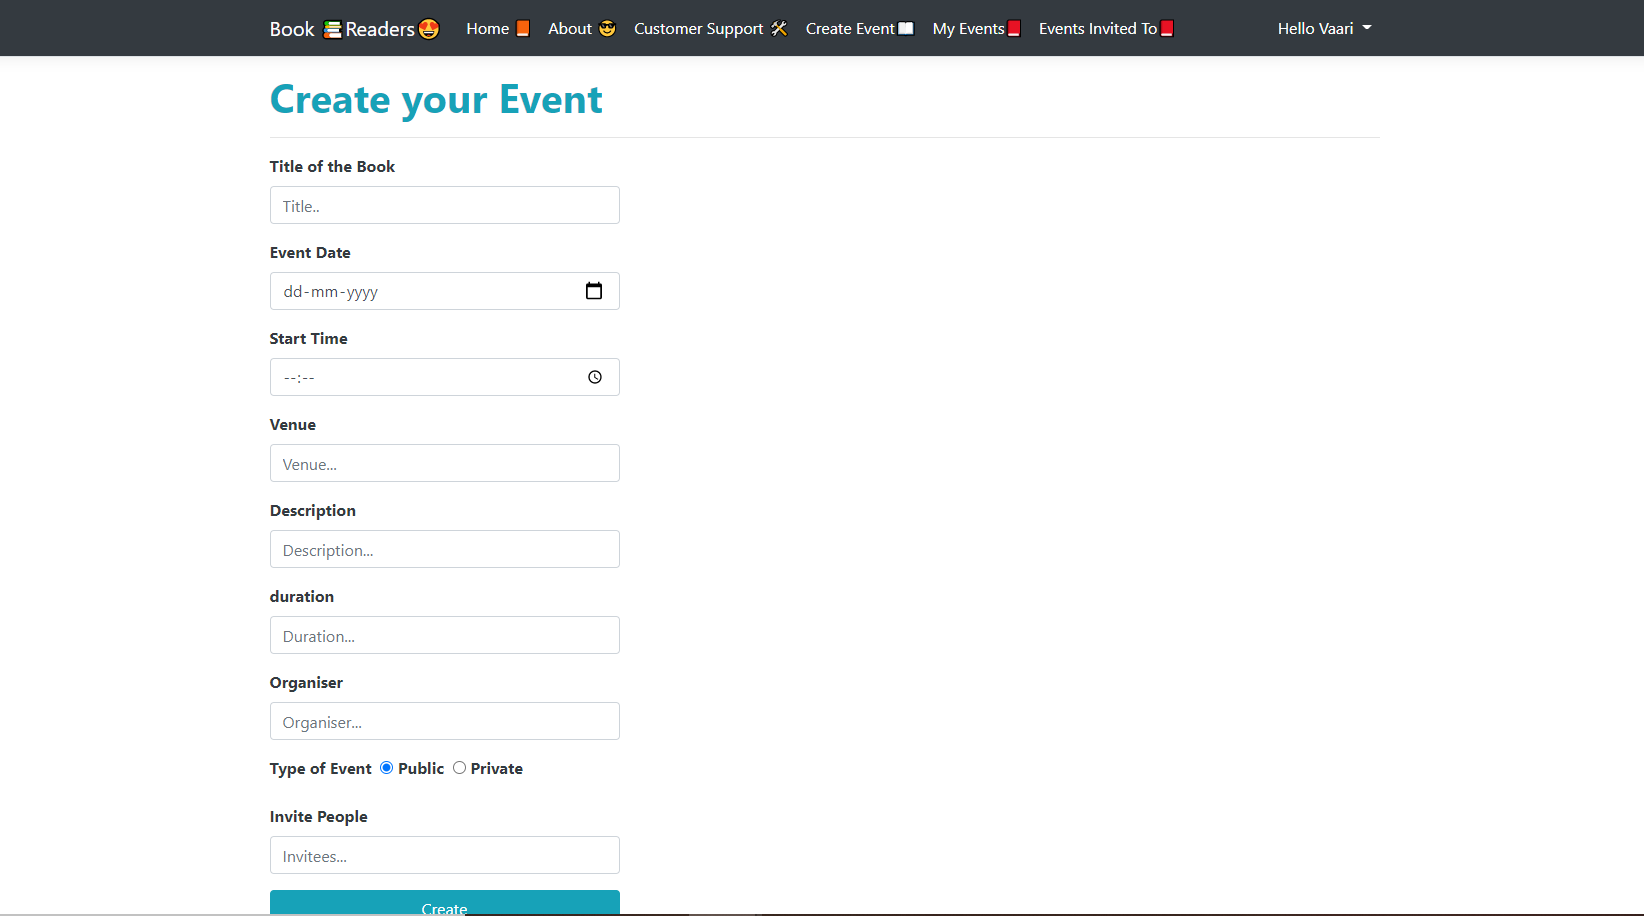 Book 📚Readers😍 Home 📙 About 😎 Customer Support 🛠 Create Event📖 My Events📕 Events Invited To📕 Hello Vaari
Create your Event
Title of the Book
Title..
Event Date
dd-mm-yyyy
Start Time
--:--
Venue
Venue...
Description
Description...
duration
Duration...
Organiser
Organiser...
Type of Event Public Private
Invite People
Invitees...
Create